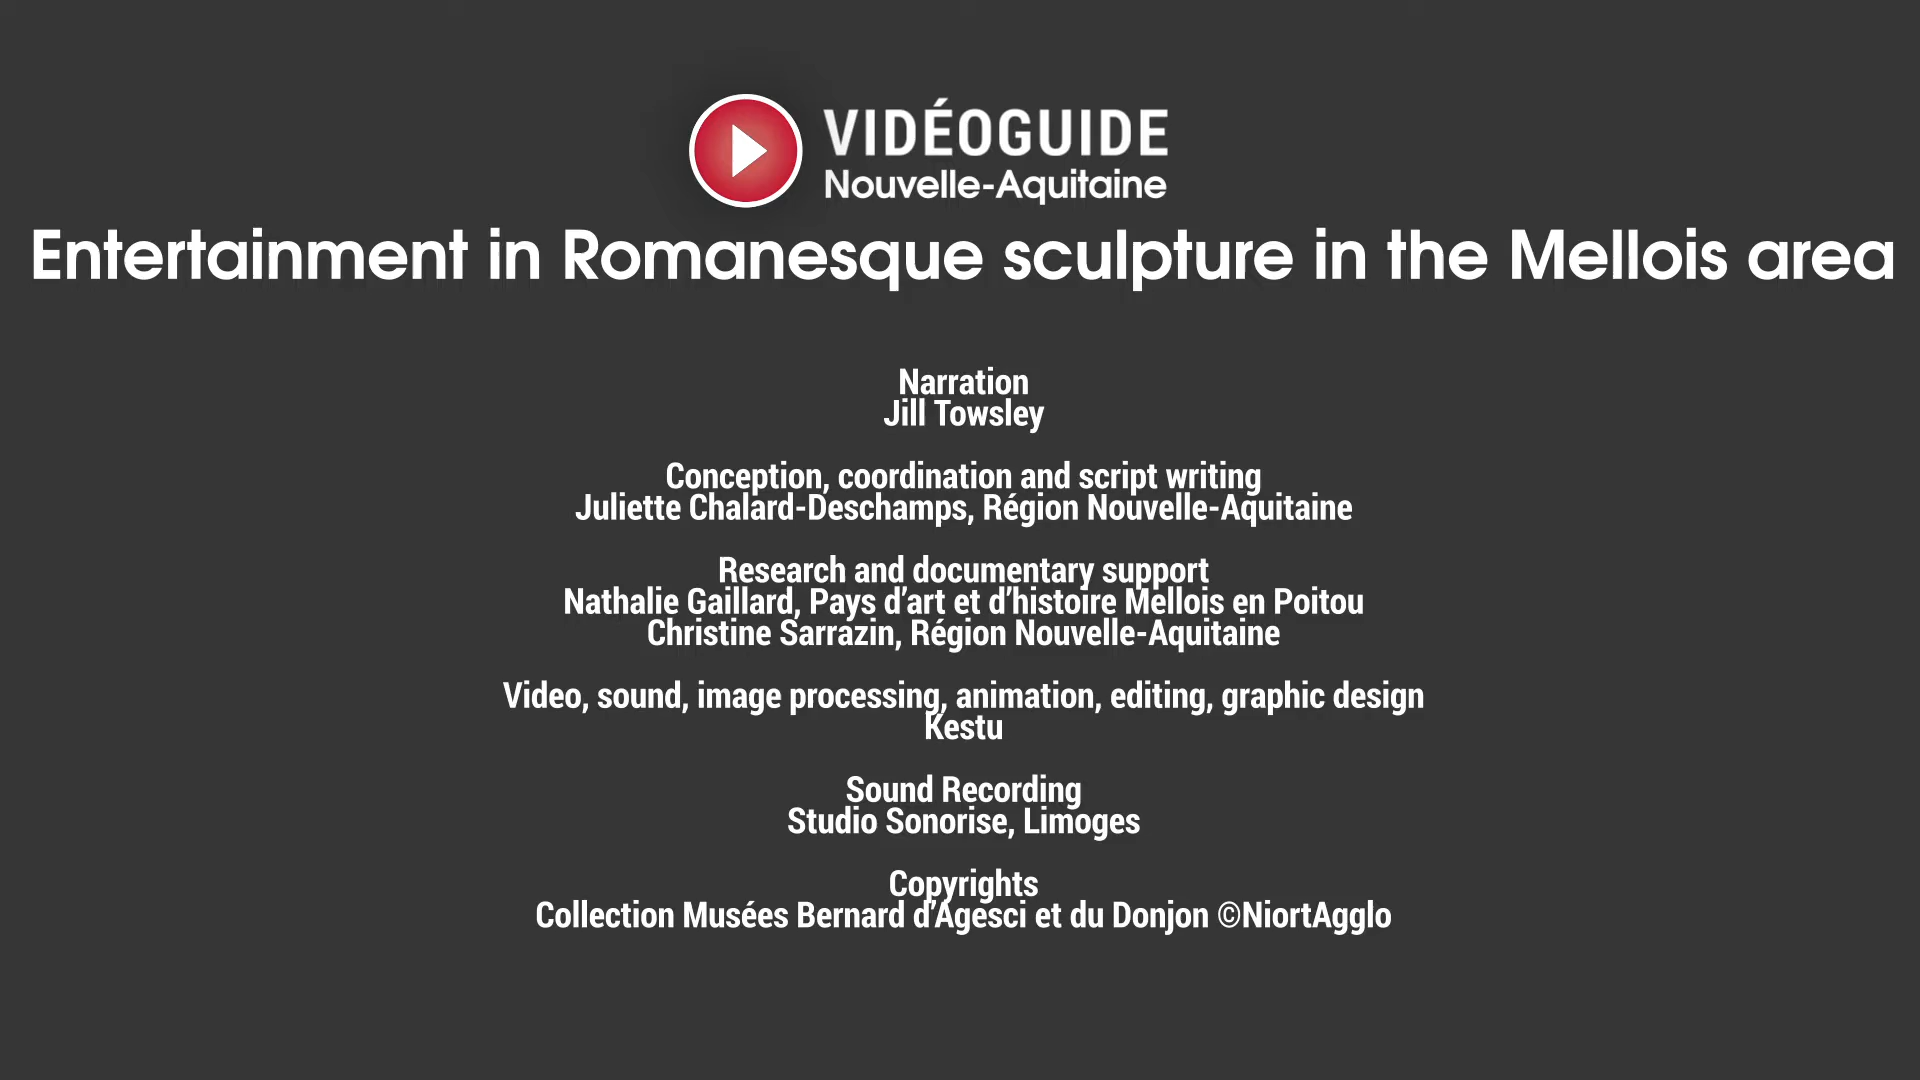 VIDÉOGUIDE
Nouvelle-Aquitaine
Entertainment in Romanesque sculpture in the Mellois area
Narration
Jill Towsley
Conception, coordination and script writing
Juliette Chalard-Deschamps, Région Nouvelle-Aquitaine
Research and documentary support
Nathalie Gaillard, Pays d’art et d’histoire Mellois en Poitou
Christine Sarrazin, Région Nouvelle-Aquitaine
Video, sound, image processing, animation, editing, graphic design
Kestu
Sound Recording
Studio Sonorise, Limoges
Copyrights
Collection Musées Bernard d’Agesci et du Donjon ©NiortAgglo